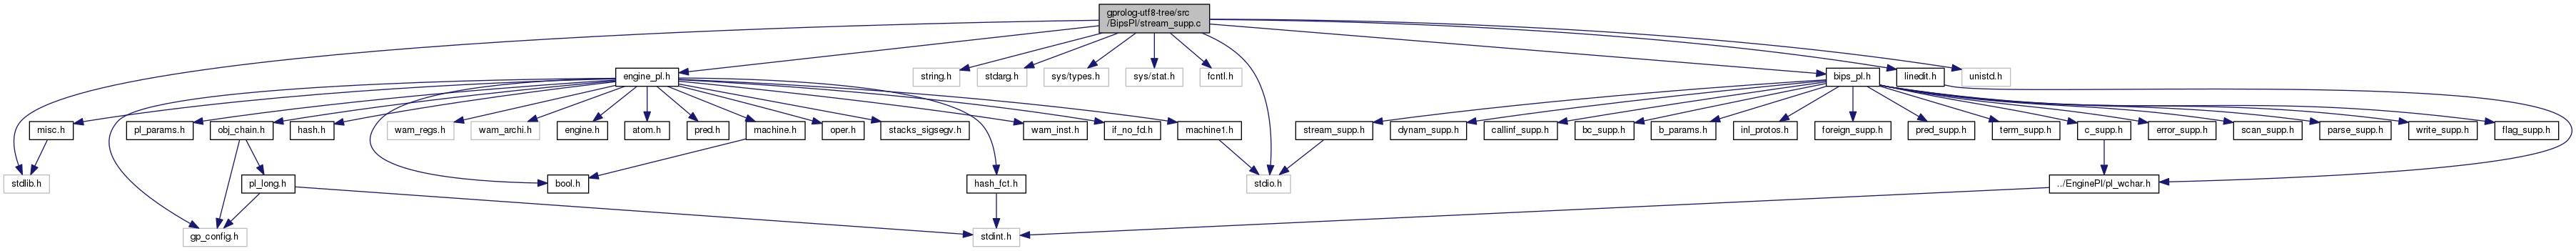 gprolog-utf8-tree/src
/BipsPl/stream_supp.c
engine_pl.h
string.h
stdarg.h
sys/types.h
sys/stat.h
fcntl.h
bips_pl.h
linedit.h
unistd.h
misc.h
pl_params.h
obj_chain.h
hash.h
wam_regs.h
wam_archi.h
engine.h
atom.h
pred.h
machine.h
oper.h
stacks_sigsegv.h
wam_inst.h
if_no_fd.h
machine1.h
stream_supp.h
dynam_supp.h
callinf_supp.h
bc_supp.h
b_params.h
inl_protos.h
foreign_supp.h
pred_supp.h
term_supp.h
c_supp.h
error_supp.h
scan_supp.h
parse_supp.h
write_supp.h
flag_supp.h
stdlib.h
pl_long.h
bool.h
hash_fct.h
stdio.h
../EnginePl/pl_wchar.h
gp_config.h
stdint.h